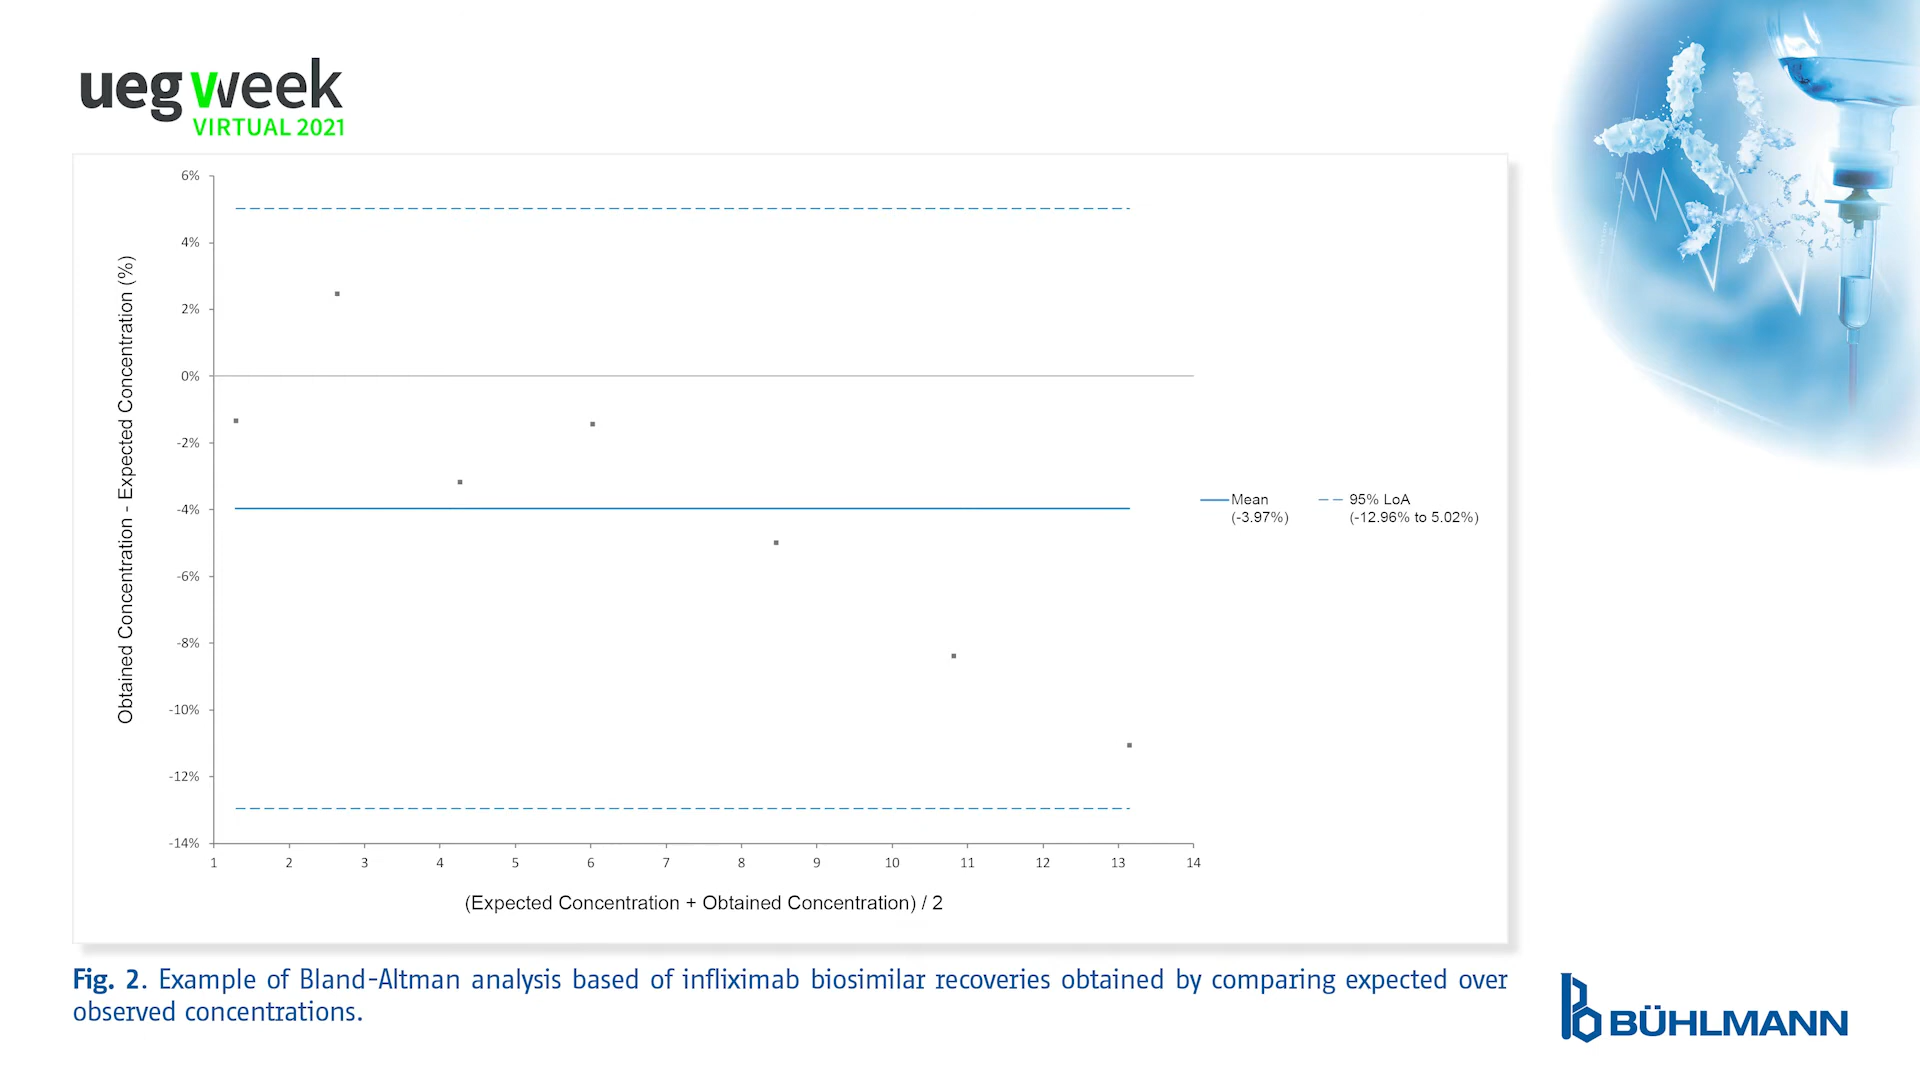 ueg week
VIRTUAL 2021
6%
4%
2%
0%
-2%
-4%
-6%
-8%
-10%
-12%
-14%
Obtained Concentration - Expected Concentration (%)
1 2 3 4 5 6 7 8 9 10 11 12 13 14
(Expected Concentration + Obtained Concentration) / 2
Mean
(-3.97%)
95% LoA
(-12.96% to 5.02%)
Fig. 2. Example of Bland-Altman analysis based of infliximab biosimilar recoveries obtained by comparing expected over
observed concentrations.
BÜHLMANN